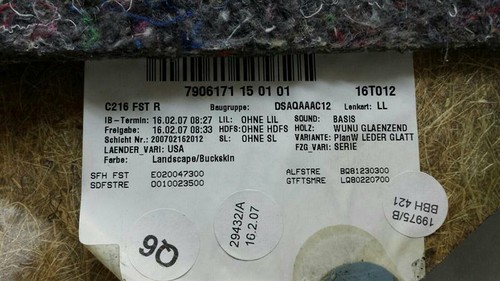 7906171 15 01 01 16T012
C216 FST R Baugruppe: DSAQAAAC12 Lenkart: LL
IB-Termin: 16.02.07 08:27 LIL: OHNE LIL SOUND: BASIS
Freigabe: 16.02.07 08:33 HDFS: OHNE HDFS HOLZ: WUNU GLAENZEND
Schicht Nr.: 200702162012 SL: OHNE SL VARIANTE: PlanW LEDER GLATT
LAENDER_VARI: USA FZG_VARI: SERIE
Farbe: Landscape/Buckskin
SFH FST E020047300 ALFSTRE BQ81230300
SDFSTRE D010023500 GTFTSMRE LQ80220700
Q6
29432/A
16.2.07
19975/B
BBH 421